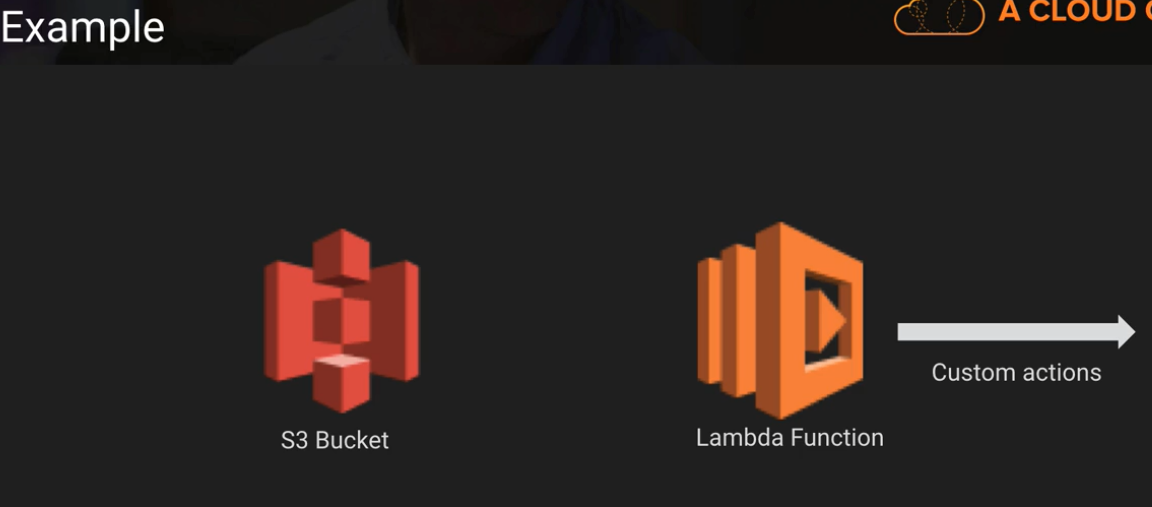 Example
A CLOUD
S3 Bucket
Lambda Function
Custom actions